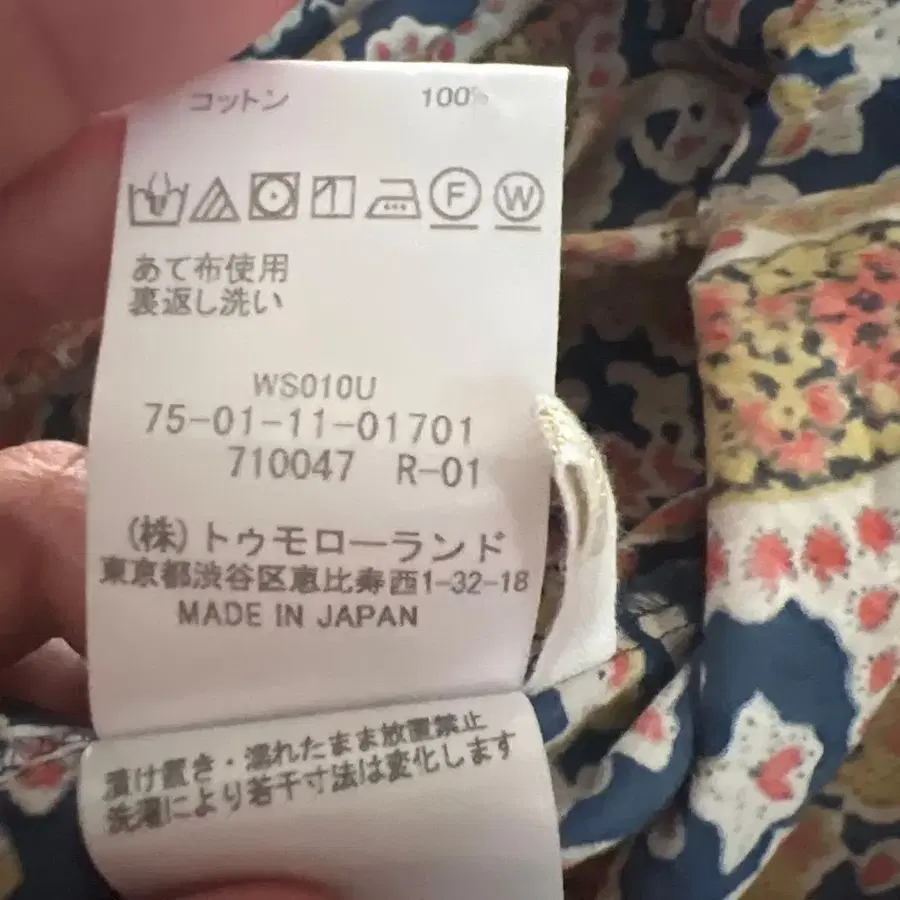 コットン 100%
F W
あて布使用
裏返し洗い
WS010U
75-01-11-01701
710047 R-01
(株)トゥモローランド
東京都渋谷区恵比寿西1-32-18
MADE IN JAPAN
漬け置き・濡れたまま放置禁止
洗濯により若干寸法は変化します